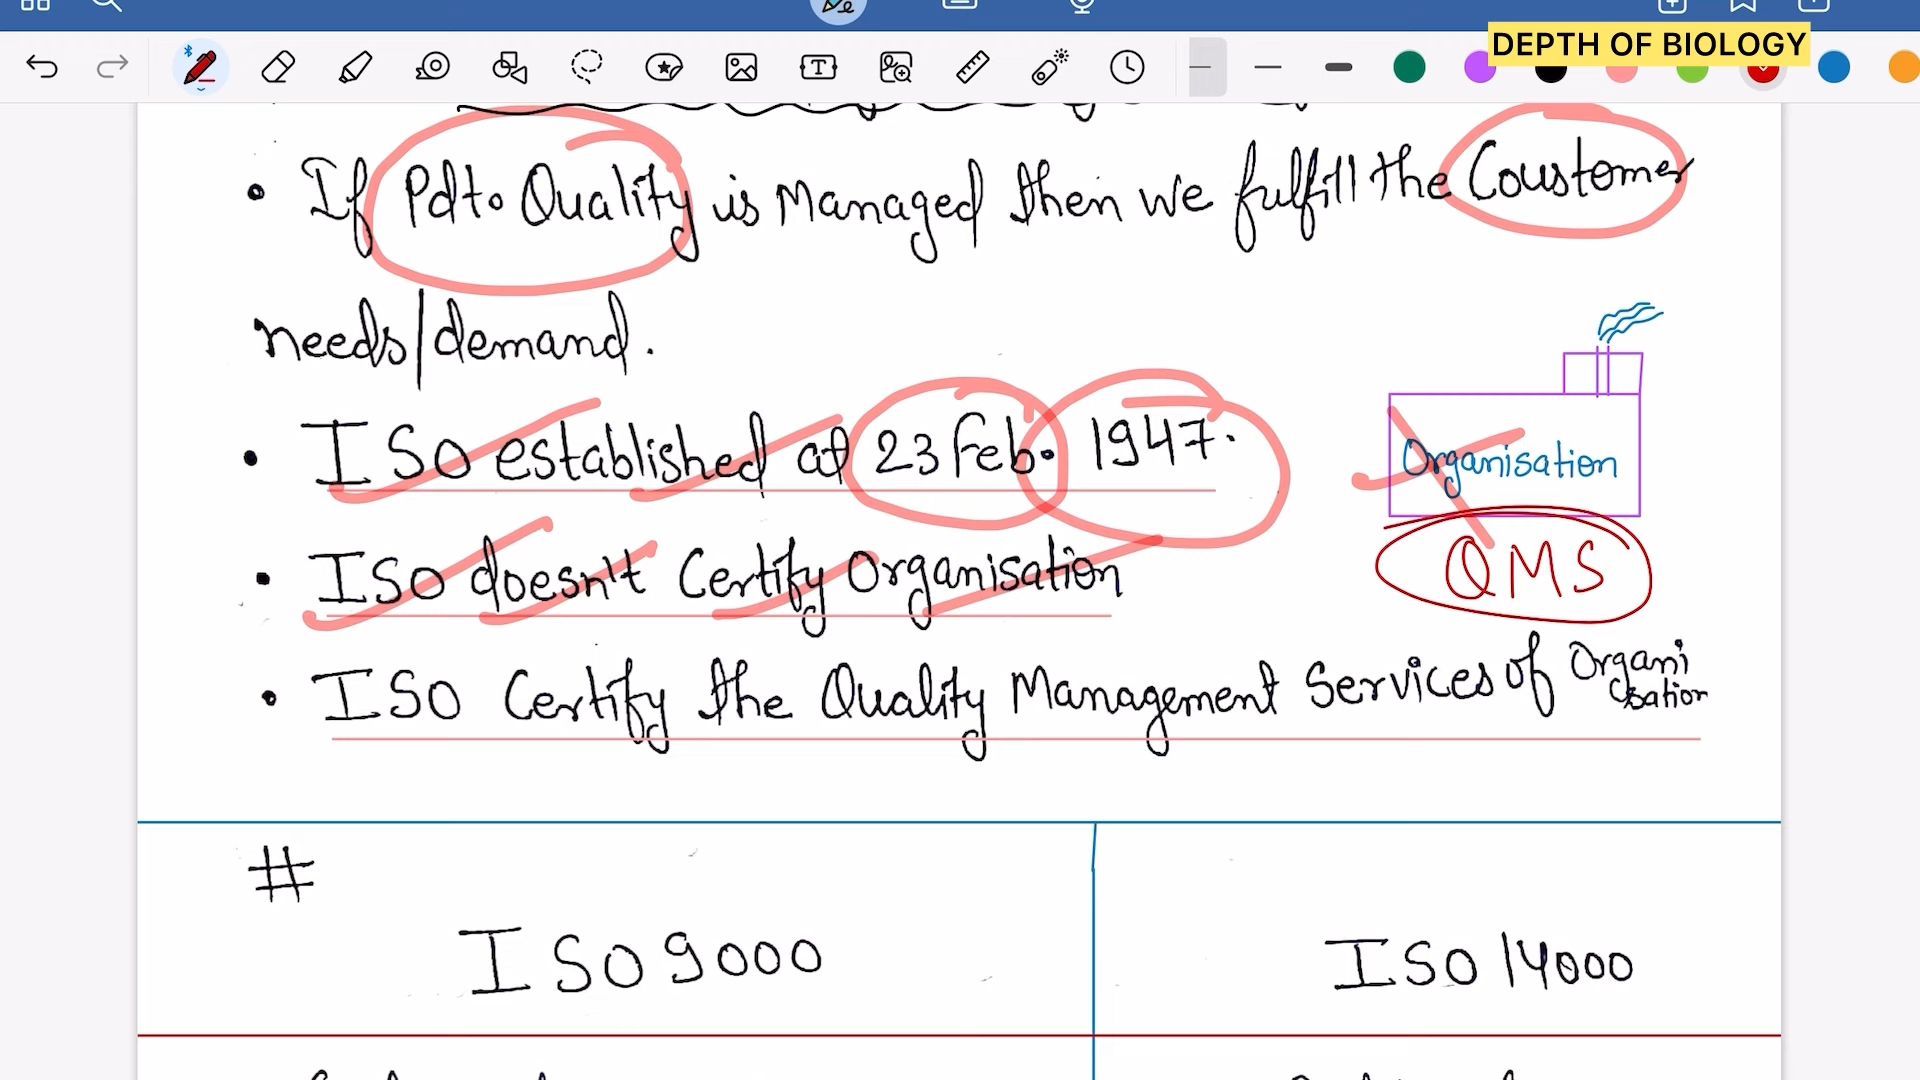 DEPTH OF BIOLOGY
• If Pdt. Quality is Managed then we fulfill the Coustomer
needs/demand.
• ISO established at 23 Feb. 1947.
Organisation
QMS
• ISO doesn't Certify Organisation
• ISO Certify the Quality Management Services of Organisation
#
ISO 9000
ISO 14000